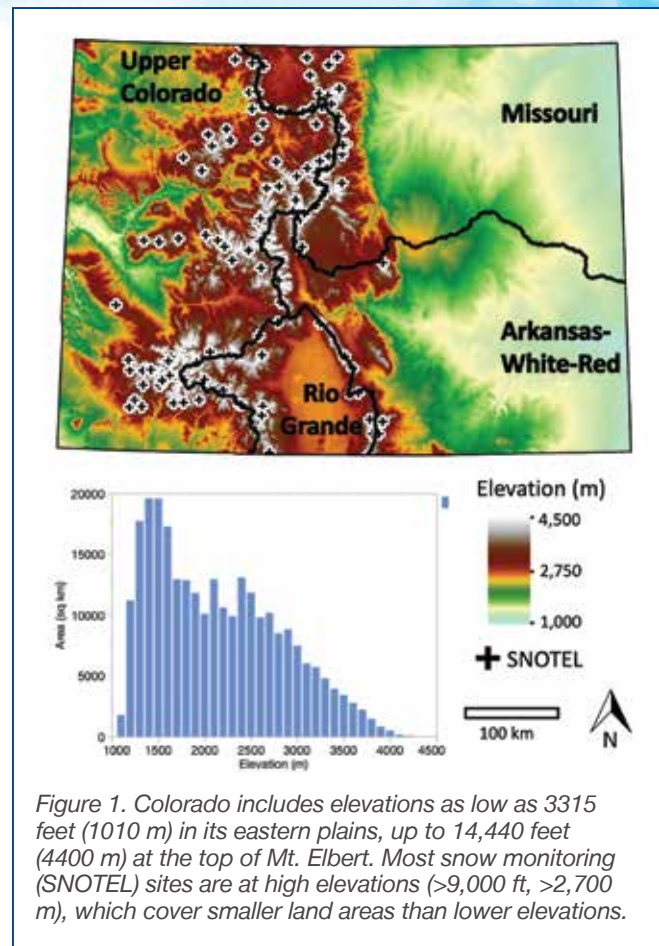 Upper
Colorado
Missouri
Arkansas-
White-Red
Rio
Grande
Elevation (m)
4,500
2,750
1,000
SNOTEL
100 km
N
20000
15000
10000
5000
0
Area (sq km)
1000 1500 2000 2500 3000 3500 4000 4500
Elevation (m)
Figure 1. Colorado includes elevations as low as 3315
feet (1010 m) in its eastern plains, up to 14,440 feet
(4400 m) at the top of Mt. Elbert. Most snow monitoring
(SNOTEL) sites are at high elevations (>9,000 ft, >2,700
m), which cover smaller land areas than lower elevations.